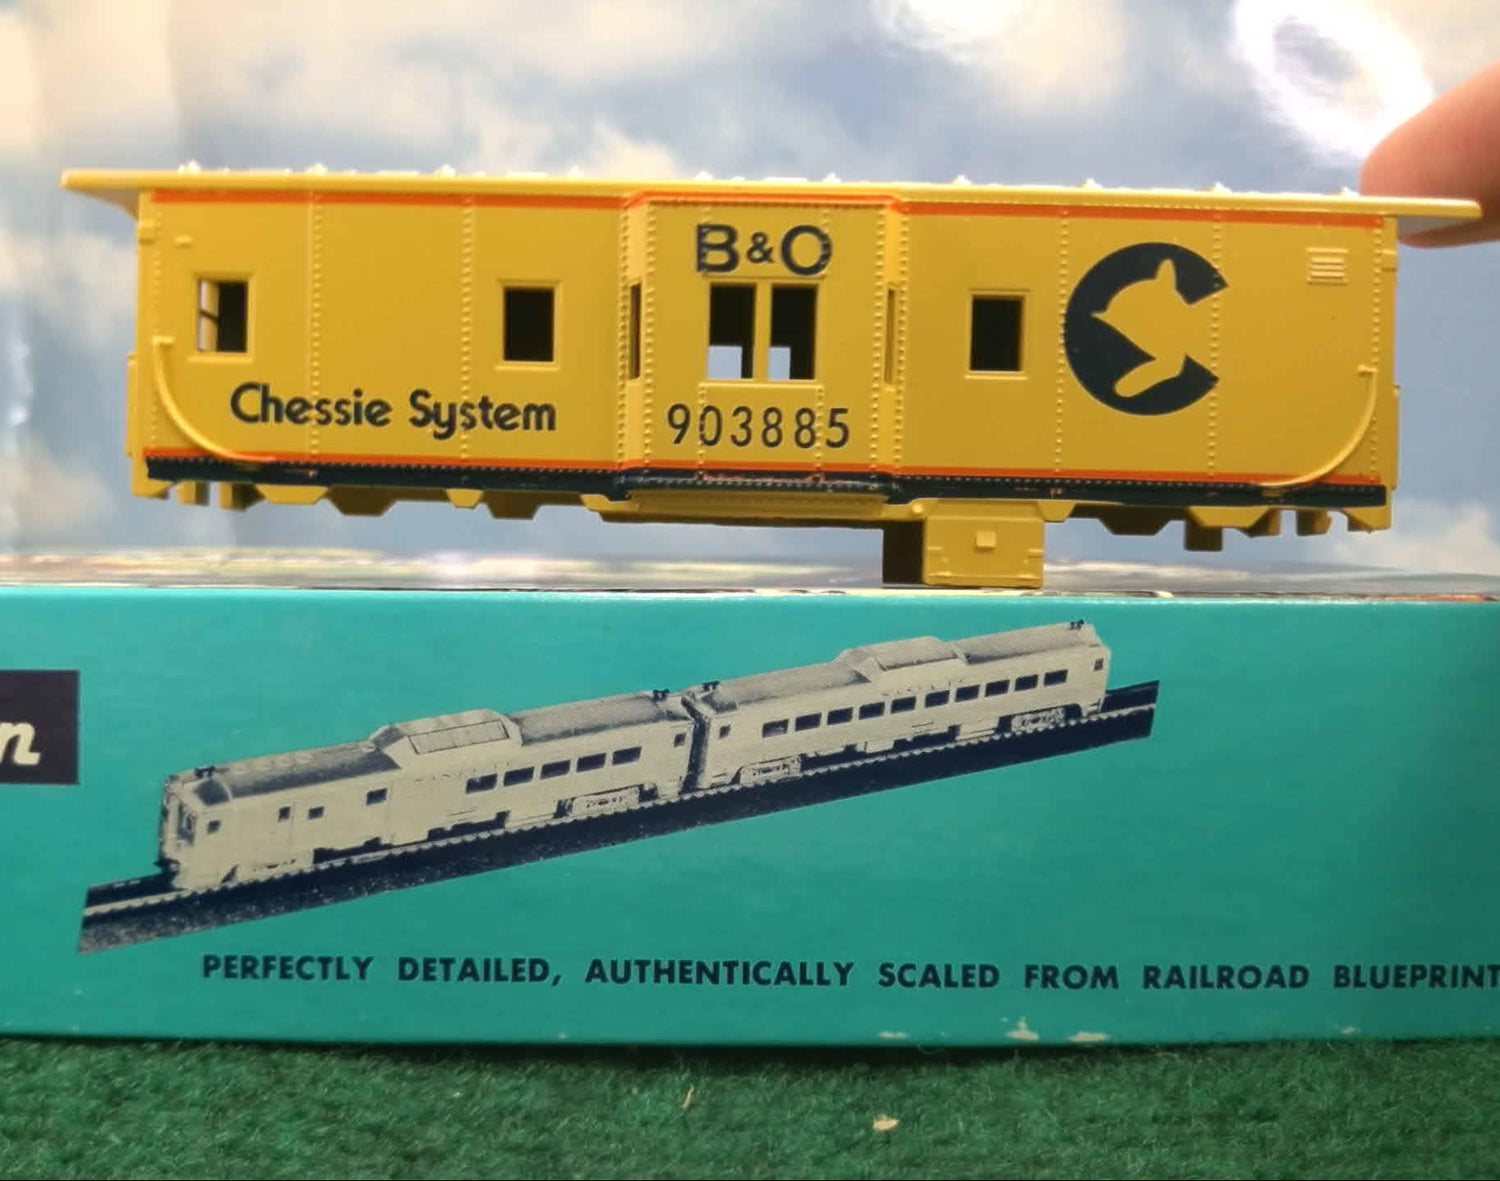 B&O
Chessie System
903885
n
PERFECTLY DETAILED, AUTHENTICALLY SCALED FROM RAILROAD BLUEPRINT